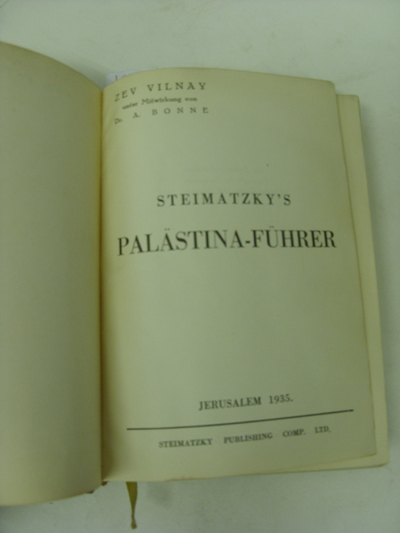 ZEV VILNAY
unter Mitwirkung von
Dr. A. BONNE
STEIMATZKY'S
PALÄSTINA-FÜHRER
JERUSALEM 1935.
STEIMATZKY PUBLISHING COMP. LTD.